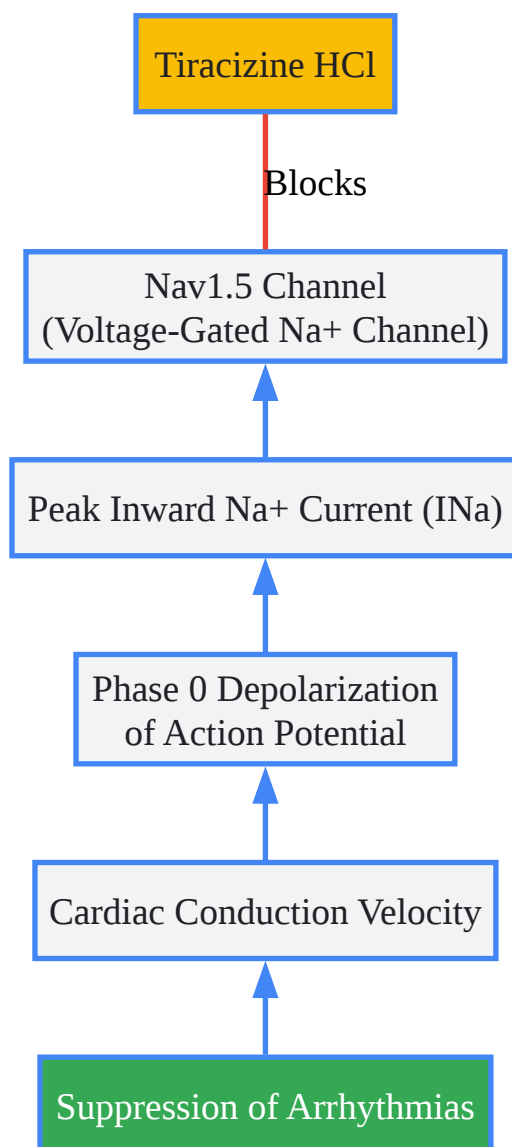 Tiracizine HCl
Blocks
Nav1.5 Channel
(Voltage-Gated Na+ Channel)
Peak Inward Na+ Current (INa)
Phase 0 Depolarization
of Action Potential
Cardiac Conduction Velocity
Suppression of Arrhythmias